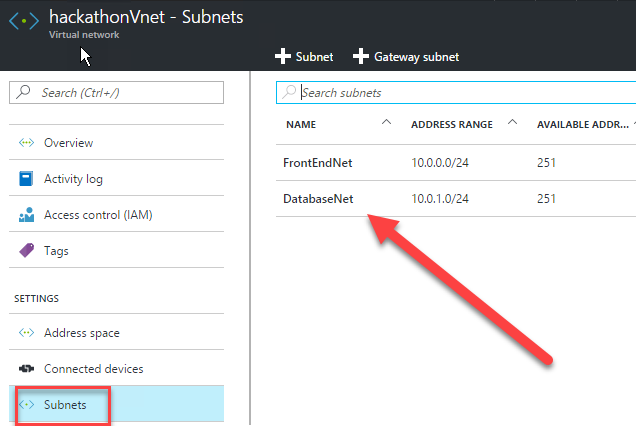 hackathonVnet - Subnets
Virtual network
Subnet
Gateway subnet
Search (Ctrl+/)
Overview
Activity log
Access control (IAM)
Tags
SETTINGS
Address space
Connected devices
Subnets
Search subnets
NAME ADDRESS RANGE AVAILABLE ADDR...
FrontEndNet 10.0.0.0/24 251
DatabaseNet 10.0.1.0/24 251